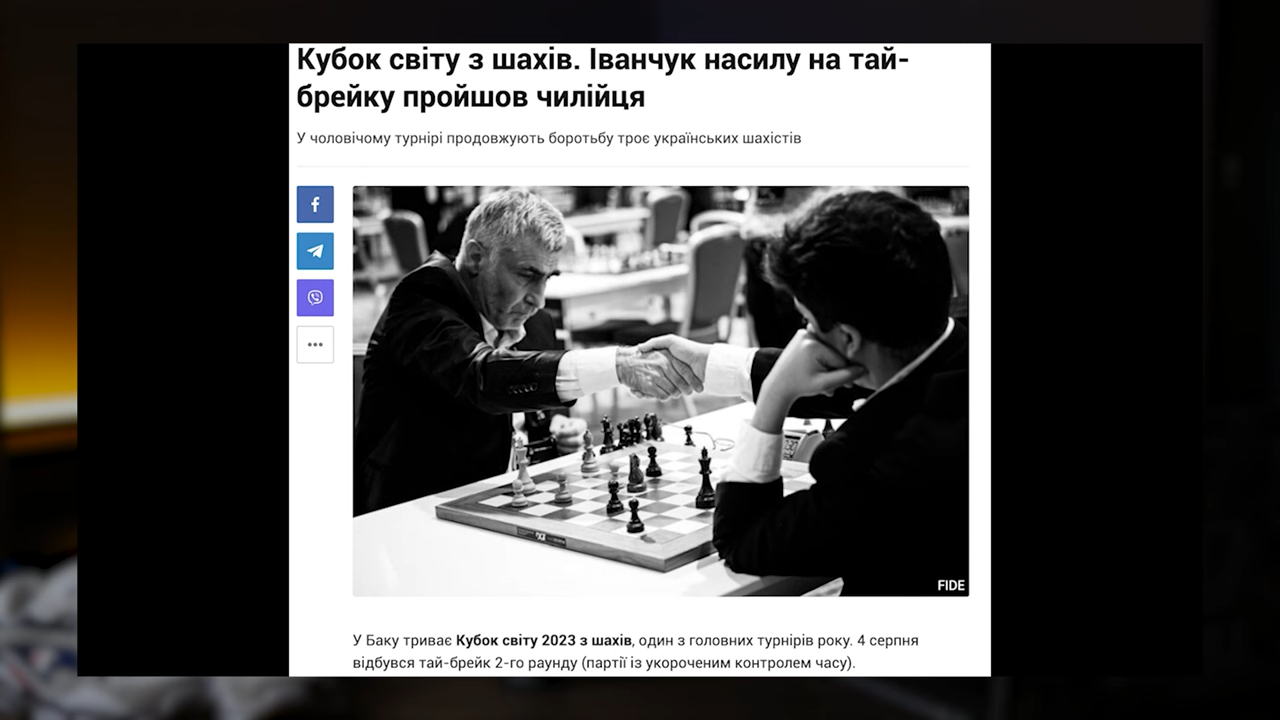 Кубок світу з шахів. Іванчук насилу на тай-
брейку пройшов чилійця
У чоловічому турнірі продовжують боротьбу троє українських шахістів
FIDE
У Баку триває Кубок світу 2023 з шахів, один з головних турнірів року. 4 серпня
відбувся тай-брейк 2-го раунду (партії із укороченим контролем часу).